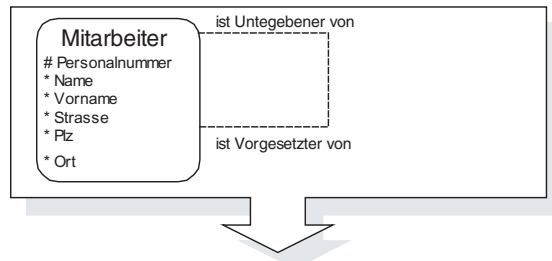 ist Untegebener von
Mitarbeiter
# Personalnummer
* Name
* Vorname
* Strasse
* Plz
ist Vorgesetzter von
* Ort